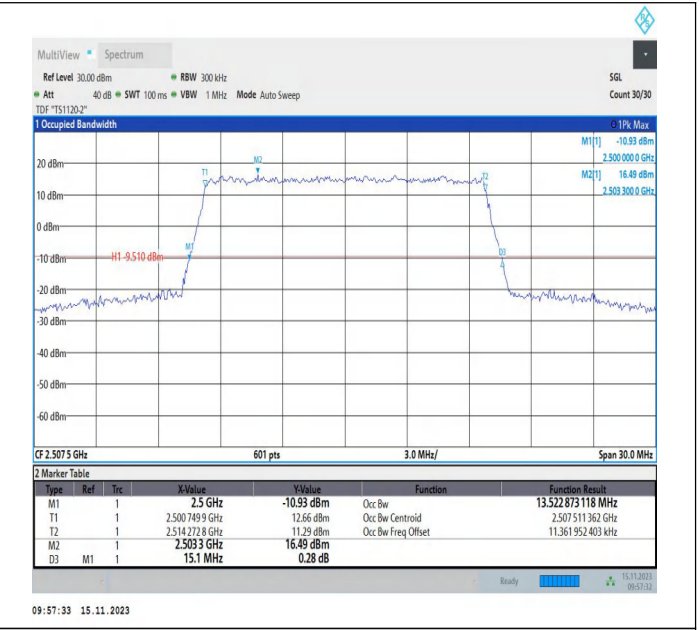 R S
MultiView Spectrum
Ref Level 30.00 dBm RBW 300 kHz SGL
Att 40 dB SWT 100 ms VBW 1 MHz Mode Auto Sweep Count 30/30
TDF "TS1120-2"
1 Occupied Bandwidth 1Pk Max
M1[1] -10.93 dBm
2.500 000 0 GHz
M2[1] 16.49 dBm
2.503 300 0 GHz
20 dBm
T1 M2 T2
10 dBm
0 dBm
M1 D3
-10 dBm H1 -9.510 dBm
-20 dBm
-30 dBm
-40 dBm
-50 dBm
-60 dBm
CF 2.507 5 GHz 601 pts 3.0 MHz/ Span 30.0 MHz
2 Marker Table
Type Ref Trc X-Value Y-Value Function Function Result
M1 1 2.5 GHz -10.93 dBm Occ Bw 13.522 873 118 MHz
T1 1 2.500 749 9 GHz 12.66 dBm Occ Bw Centroid 2.507 511 362 GHz
T2 1 2.514 272 8 GHz 11.29 dBm Occ Bw Freq Offset 11.361 952 403 kHz
M2 1 2.503 3 GHz 16.49 dBm
D3 M1 1 15.1 MHz 0.28 dB
Ready 15.11.2023
09:57:32
09:57:33 15.11.2023